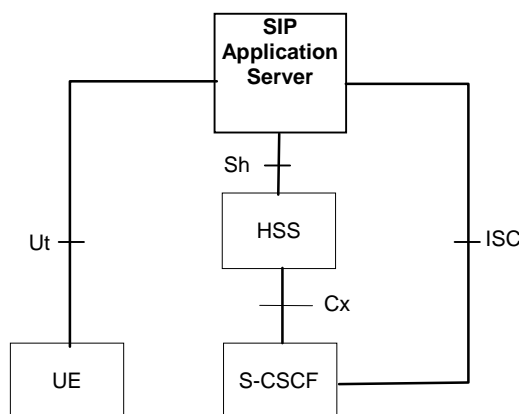 SIP
Application
Server
Sh
HSS
Ut
ISC
Cx
UE
S-CSCF